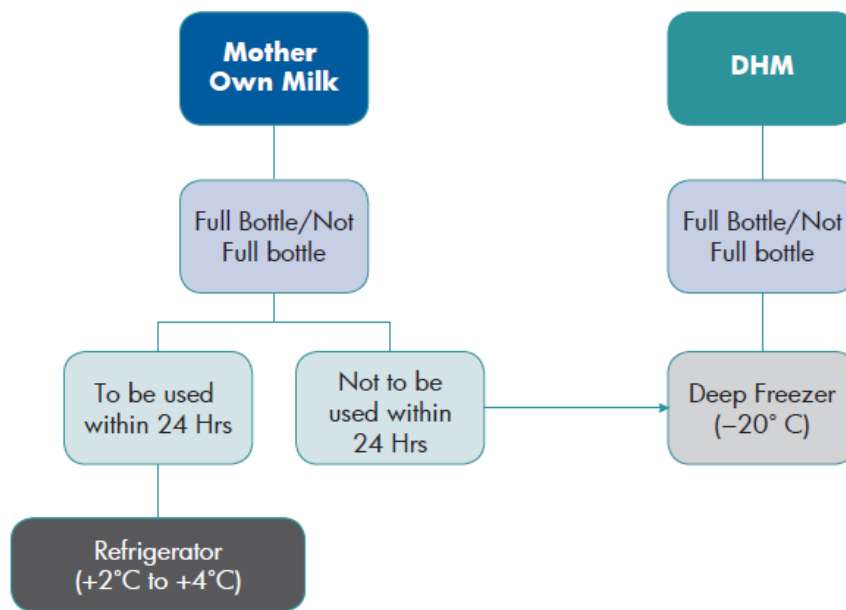 Mother
Own Milk
DHM
Full Bottle/Not
Full bottle
Full Bottle/Not
Full bottle
To be used
within 24 Hrs
Not to be
used within
24 Hrs
Deep Freezer
(–20° C)
Refrigerator
(+2°C to +4°C)